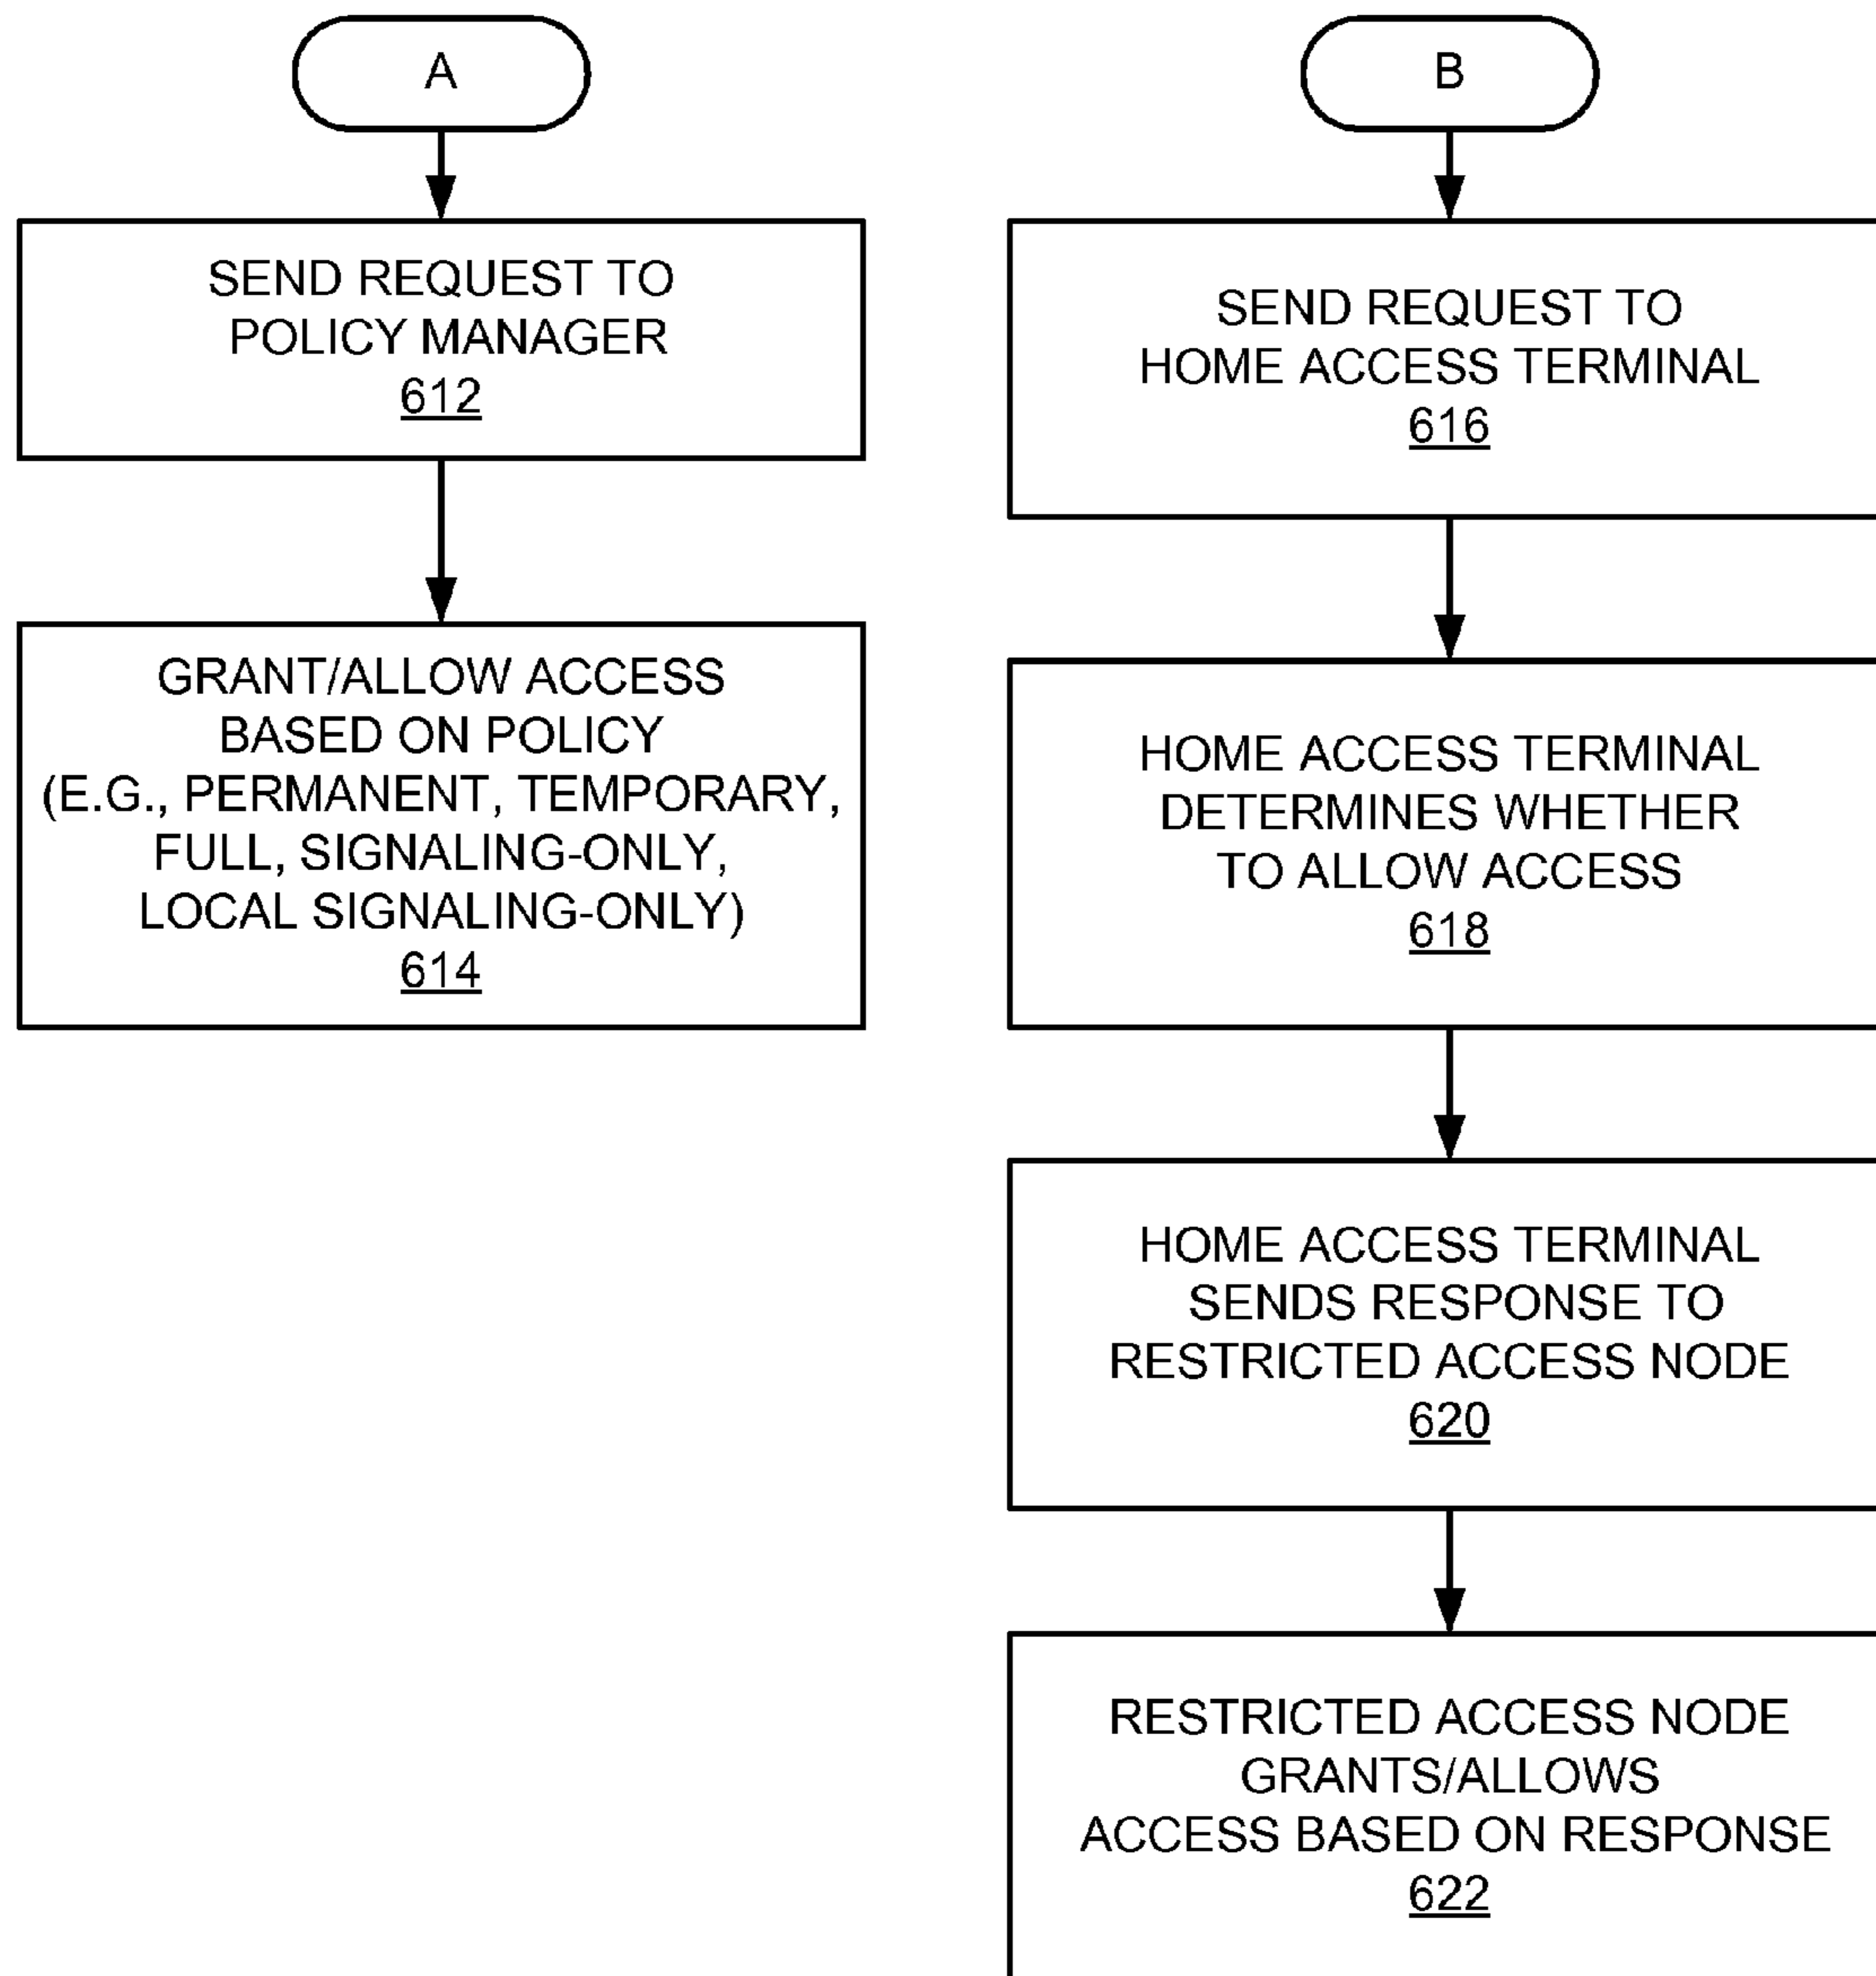 A
SEND REQUEST TO
POLICY MANAGER
612
GRANT/ALLOW ACCESS
BASED ON POLICY
(E.G., PERMANENT, TEMPORARY,
FULL, SIGNALING-ONLY,
LOCAL SIGNALING-ONLY)
614
B
SEND REQUEST TO
HOME ACCESS TERMINAL
616
HOME ACCESS TERMINAL
DETERMINES WHETHER
TO ALLOW ACCESS
618
HOME ACCESS TERMINAL
SENDS RESPONSE TO
RESTRICTED ACCESS NODE
620
RESTRICTED ACCESS NODE
GRANTS/ALLOWS
ACCESS BASED ON RESPONSE
622